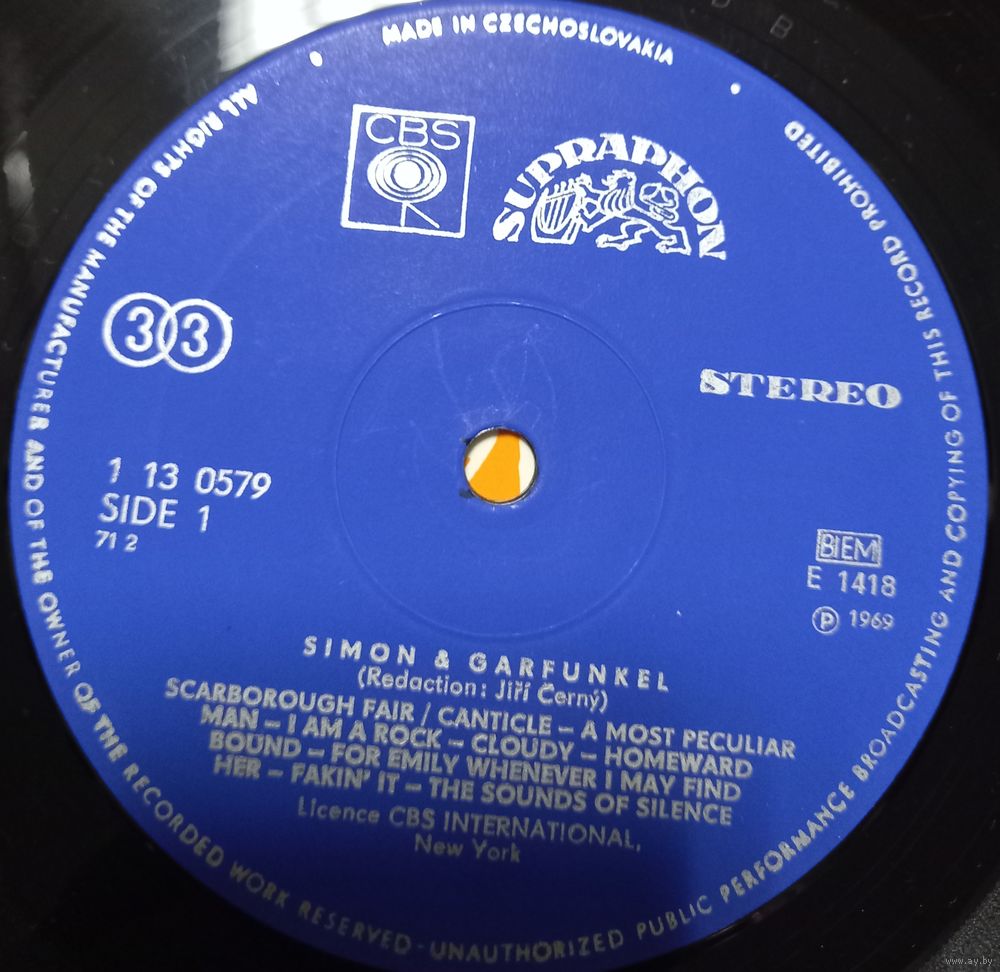 MADE IN CZECHOSLOVAKIA
ALL RIGHTS OF THE MANUFACTURER AND OF THE OWNER OF THE RECORDED WORK RESERVED - UNAUTHORIZED PUBLIC PERFORMANCE BROADCASTING AND COPYING OF THIS RECORD PROHIBITED
CBS
SUPRAPHON
33
STEREO
1 13 0579
SIDE 1
71 2
BIEM
E 1418
Ⓟ 1969
SIMON & GARFUNKEL
(Redaction: Jiří Černý)
SCARBOROUGH FAIR / CANTICLE – A MOST PECULIAR
MAN – I AM A ROCK – CLOUDY – HOMEWARD
BOUND – FOR EMILY WHENEVER I MAY FIND
HER – FAKIN' IT – THE SOUNDS OF SILENCE
Licence CBS INTERNATIONAL,
New York
www.ay.by